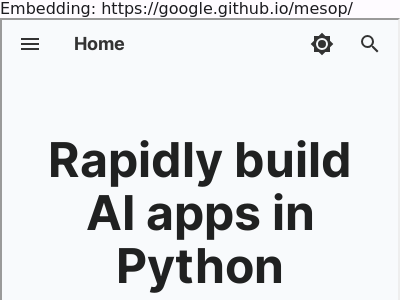 Embedding: https://google.github.io/mesop/
Home
Rapidly build
AI apps in
Python